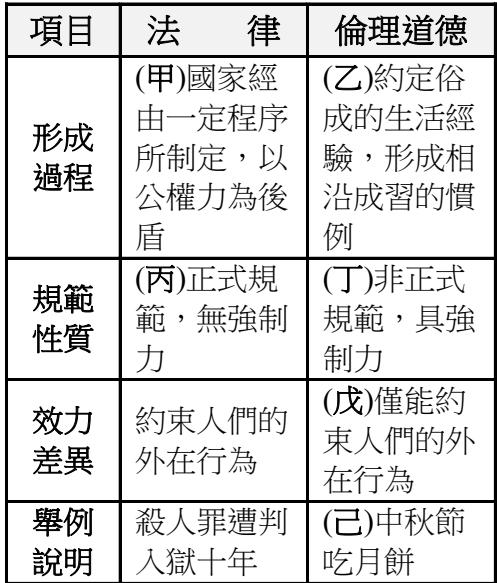 項目 法 律 倫理道德
形成
過程
(甲)國家經
由一定程序
所制定，以
公權力為後
盾
(乙)約定俗
成的生活經
驗，形成相
沿成習的慣
例
規範
性質
(丙)正式規
範，無強制
力
(丁)非正式
規範，具強
制力
效力
差異
約束人們的
外在行為
(戊)僅能約
束人們的外
在行為
舉例
說明
殺人罪遭判
入獄十年
(己)中秋節
吃月餅